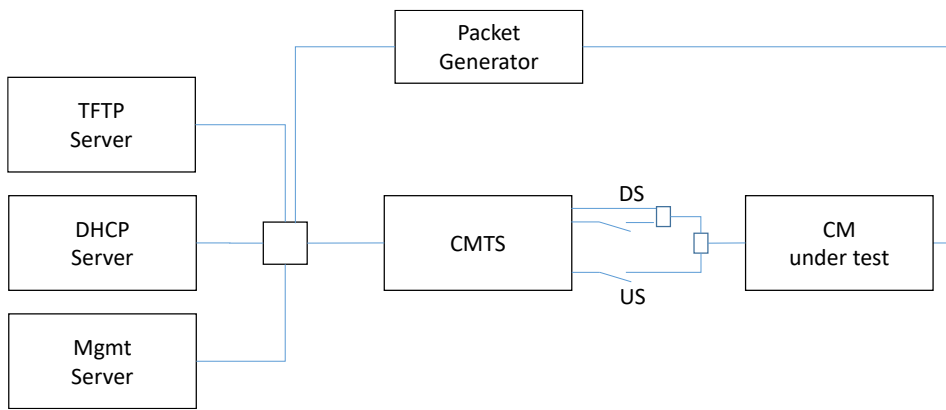 Packet
Generator
TFTP
Server
DHCP
Server
CMTS
DS
US
CM
under test
Mgmt
Server